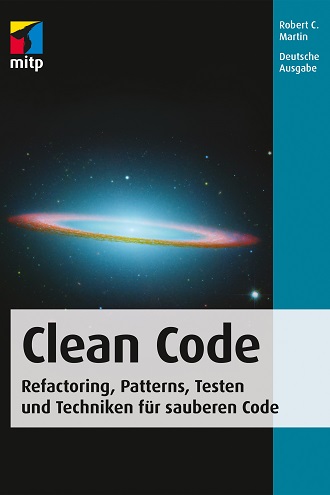 mitp
Robert C.
Martin
Deutsche
Ausgabe
Clean Code
Refactoring, Patterns, Testen
und Techniken für sauberen Code